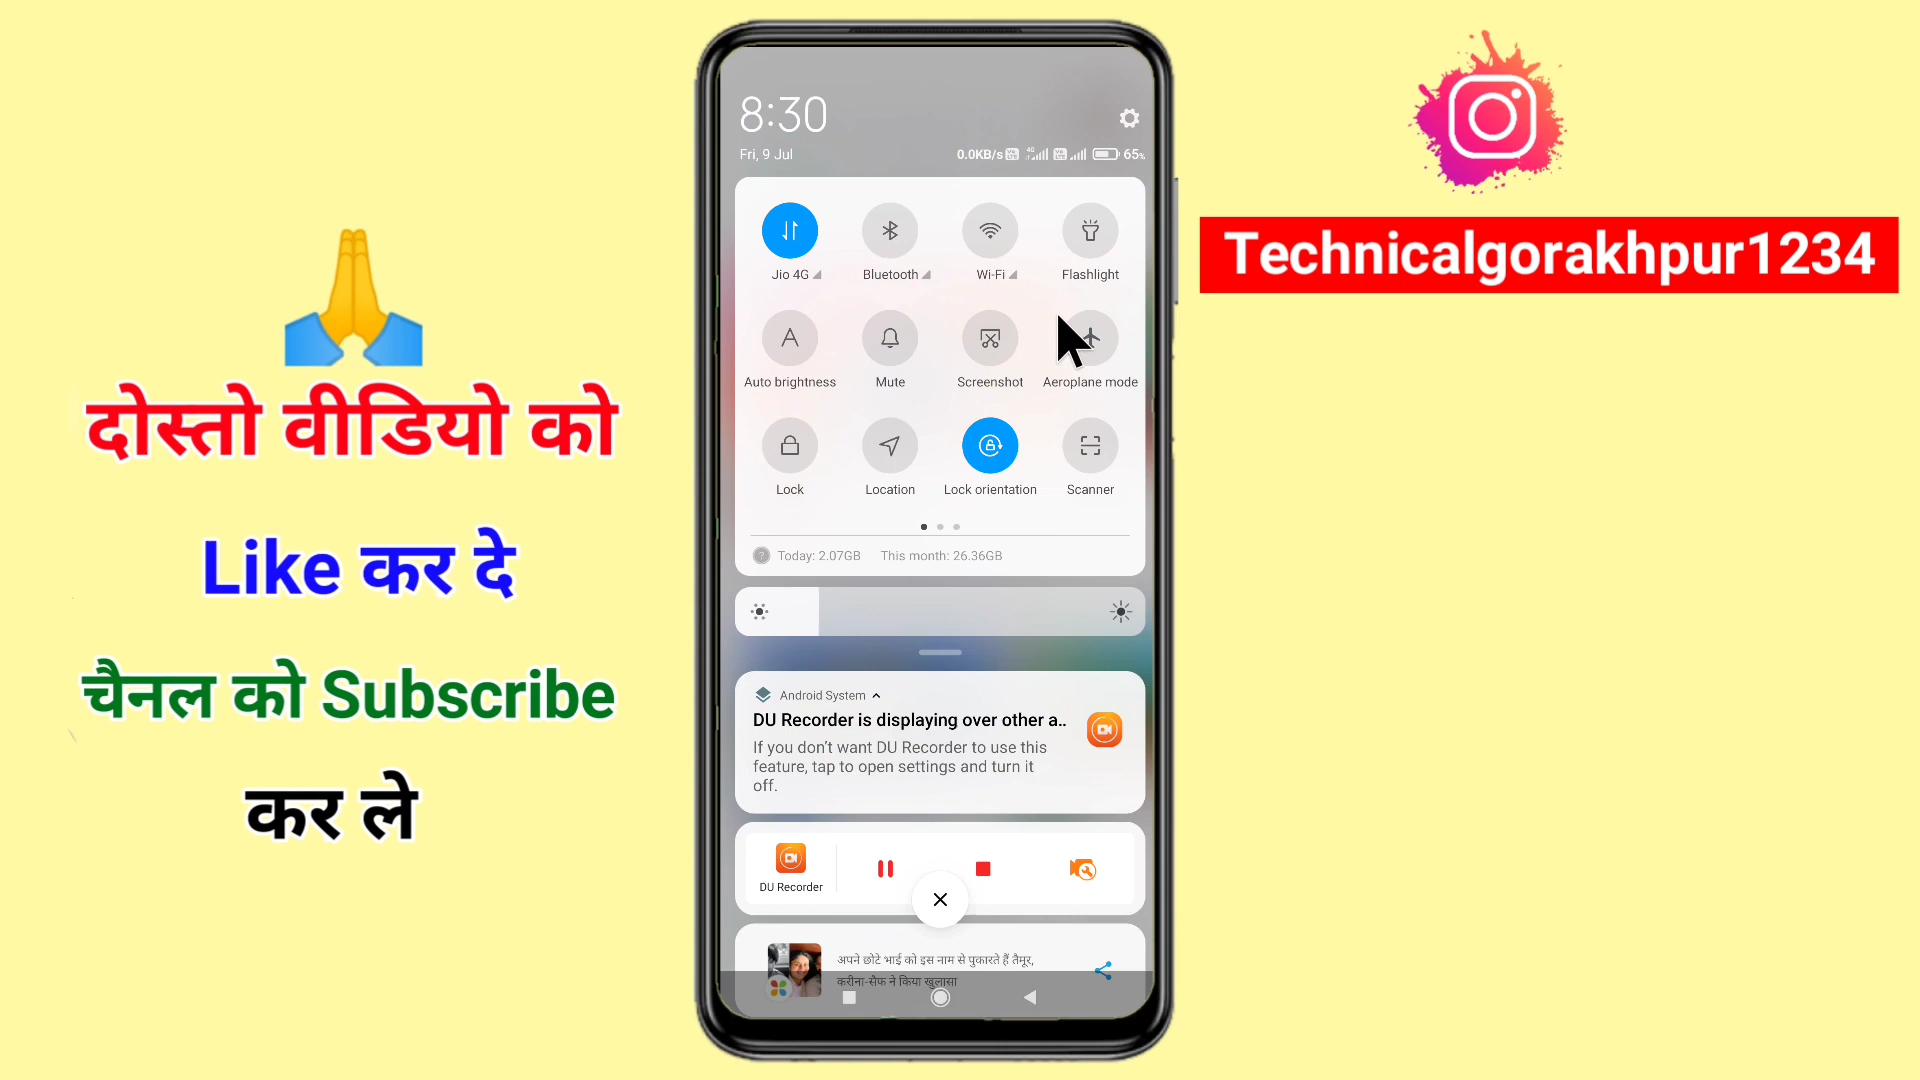 दोस्तो वीडियो को
Like कर दे
चैनल को Subscribe
कर ले
8:30
Fri, 9 Jul
0.0KB/s 4G 65%
Jio 4G Bluetooth Wi-Fi Flashlight
Auto brightness Mute Screenshot Aeroplane mode
Lock Location Lock orientation Scanner
Today: 2.07GB This month: 26.36GB
Android System
DU Recorder is displaying over other a..
If you don't want DU Recorder to use this
feature, tap to open settings and turn it
off.
DU Recorder
अपने छोटे भाई को इस नाम से पुकारते हैं तैमूर,
करीना-सैफ ने किया खुलासा
Technicalgorakhpur1234